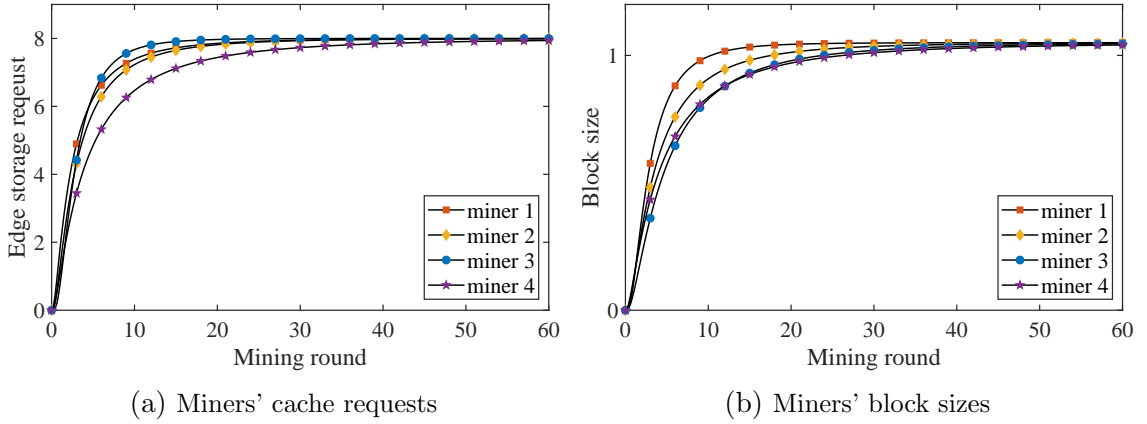 8
6
4
2
0
Edge storage reqeust
miner 1
miner 2
miner 3
miner 4
0 10 20 30 40 50 60
Mining round
(a) Miners' cache requests
1
0
Block size
miner 1
miner 2
miner 3
miner 4
0 10 20 30 40 50 60
Mining round
(b) Miners' block sizes